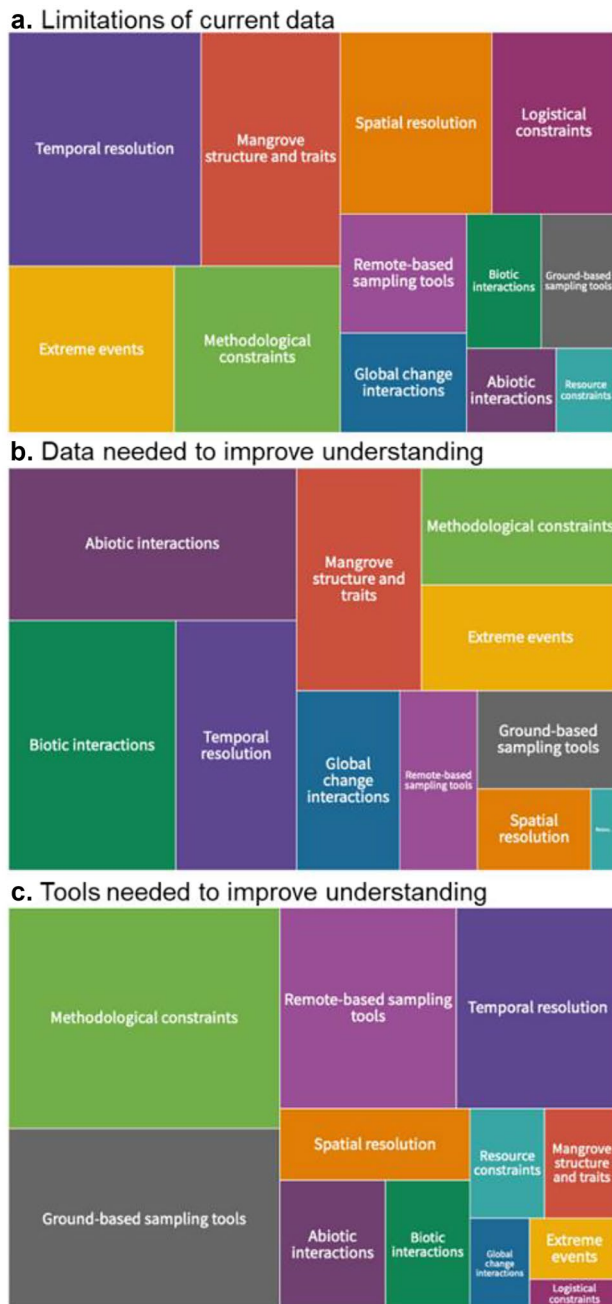 a. Limitations of current data
Temporal resolution
Mangrove
structure and traits
Spatial resolution
Logistical
constraints
Remote-based
sampling tools
Biotic
interactions
Ground-based
sampling tools
Extreme events
Methodological
constraints
Global change
interactions
Abiotic
interactions
Resource
constraints
b. Data needed to improve understanding
Abiotic interactions
Mangrove
structure and
traits
Methodological constraints
Extreme events
Biotic interactions
Temporal
resolution
Global
change
interactions
Remote-based
sampling tools
Ground-based
sampling tools
Spatial
resolution
c. Tools needed to improve understanding
Methodological constraints
Remote-based sampling
tools
Temporal resolution
Spatial resolution
Resource
constraints
Mangrove
structure
and traits
Ground-based sampling tools
Abiotic
interactions
Biotic
interactions
Global
change
interactions
Extreme
events
Logistical
constraints